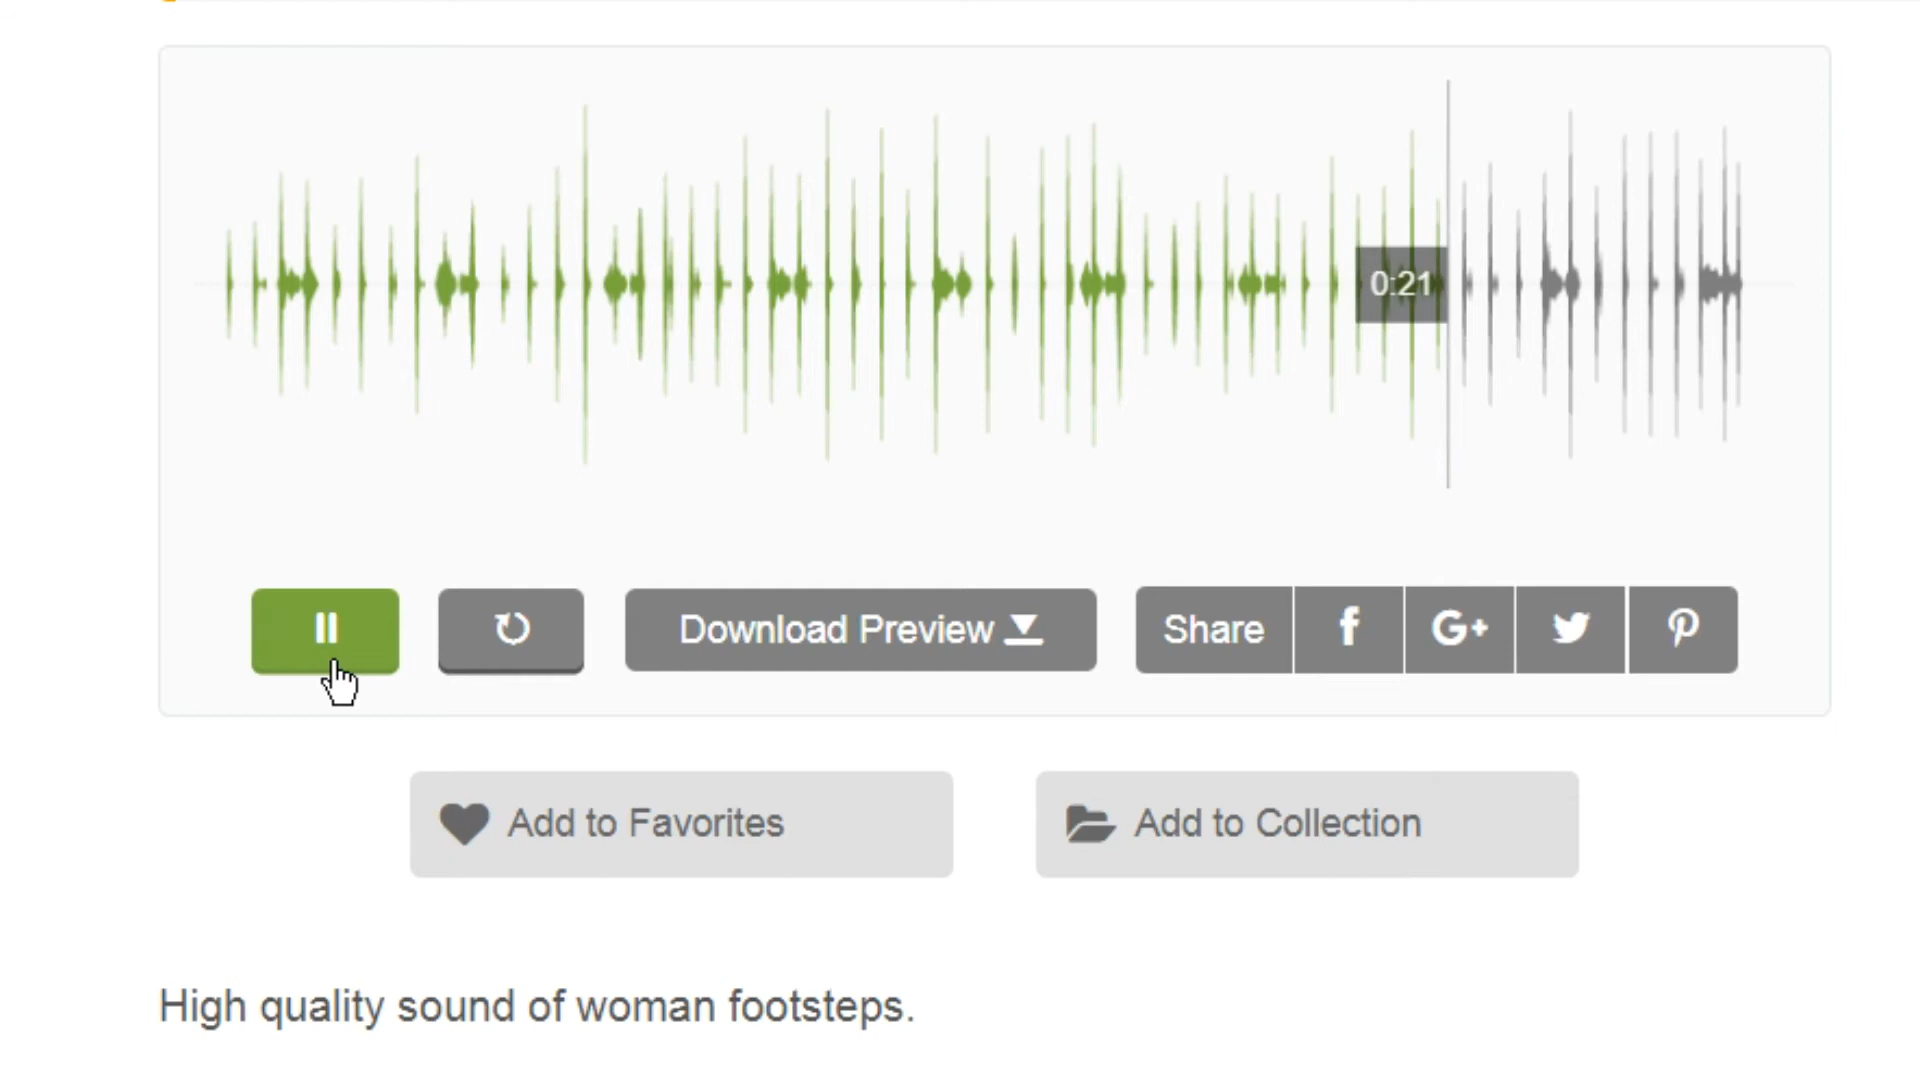 0:21
Download Preview
Share
G+
Add to Favorites
Add to Collection
High quality sound of woman footsteps.